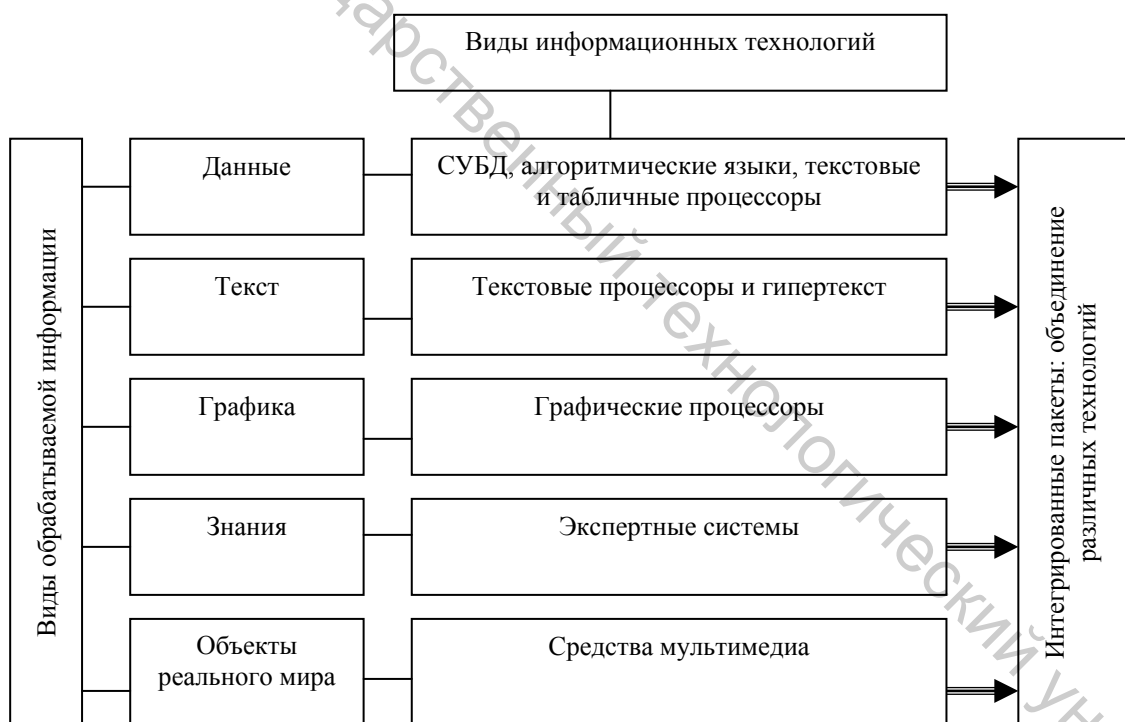 Виды информационных технологий
Виды обрабатываемой информации
Данные
СУБД, алгоритмические языки, текстовые
и табличные процессоры
Текст
Текстовые процессоры и гипертекст
Графика
Графические процессоры
Знания
Экспертные системы
Объекты
реального мира
Средства мультимедиа
Интегрированные пакеты: объединение
различных технологий
технологический